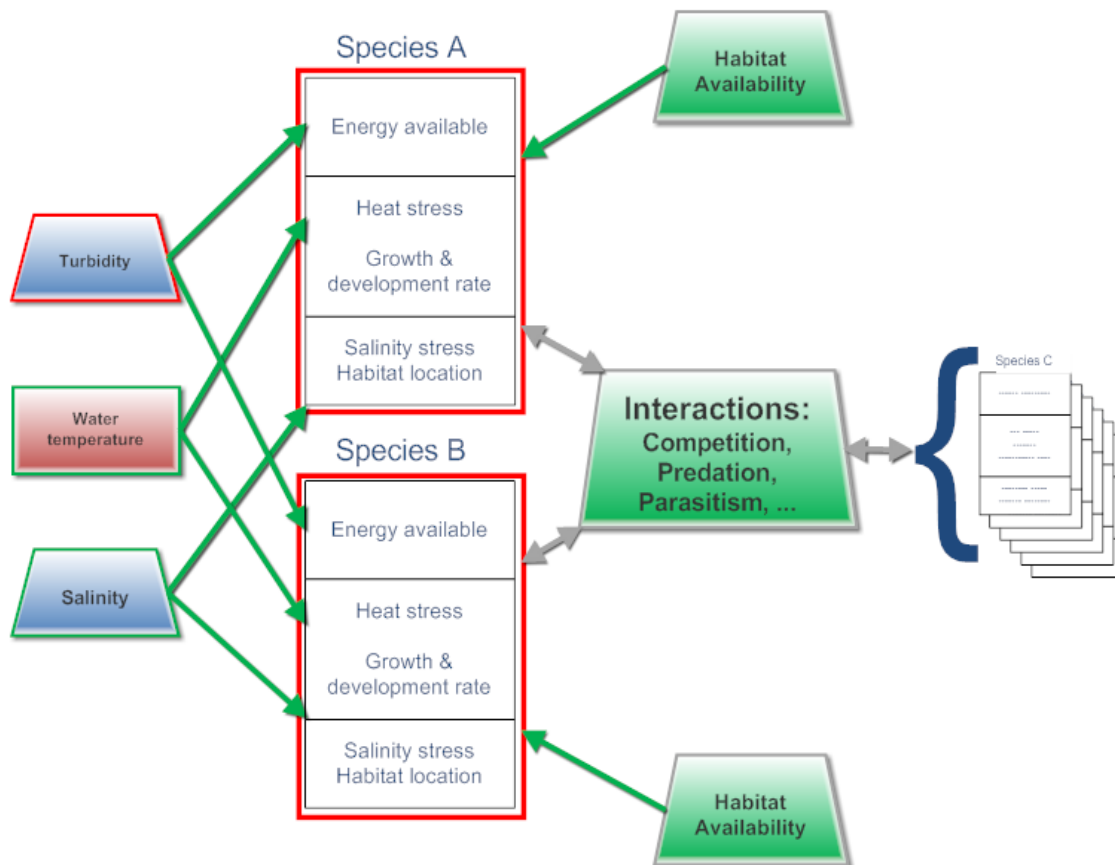 Species A
Habitat
Availability
Energy available
Heat stress
Growth &
development rate
Salinity stress
Habitat location
Turbidity
Water
temperature
Salinity
Species B
Energy available
Heat stress
Growth &
development rate
Salinity stress
Habitat location
Interactions:
Competition,
Predation,
Parasitism, ...
Species C
Habitat
Availability